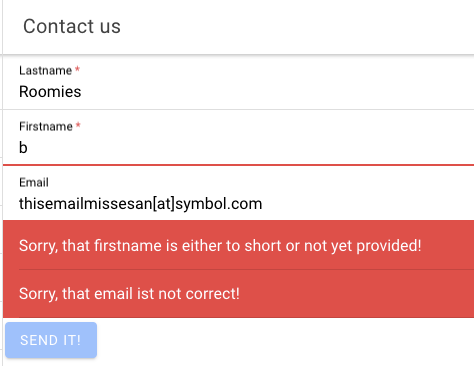 Contact us
Lastname *
Roomies
Firstname *
b
Email
thisemailmissesan[at]symbol.com
Sorry, that firstname is either to short or not yet provided!
Sorry, that email ist not correct!
SEND IT!